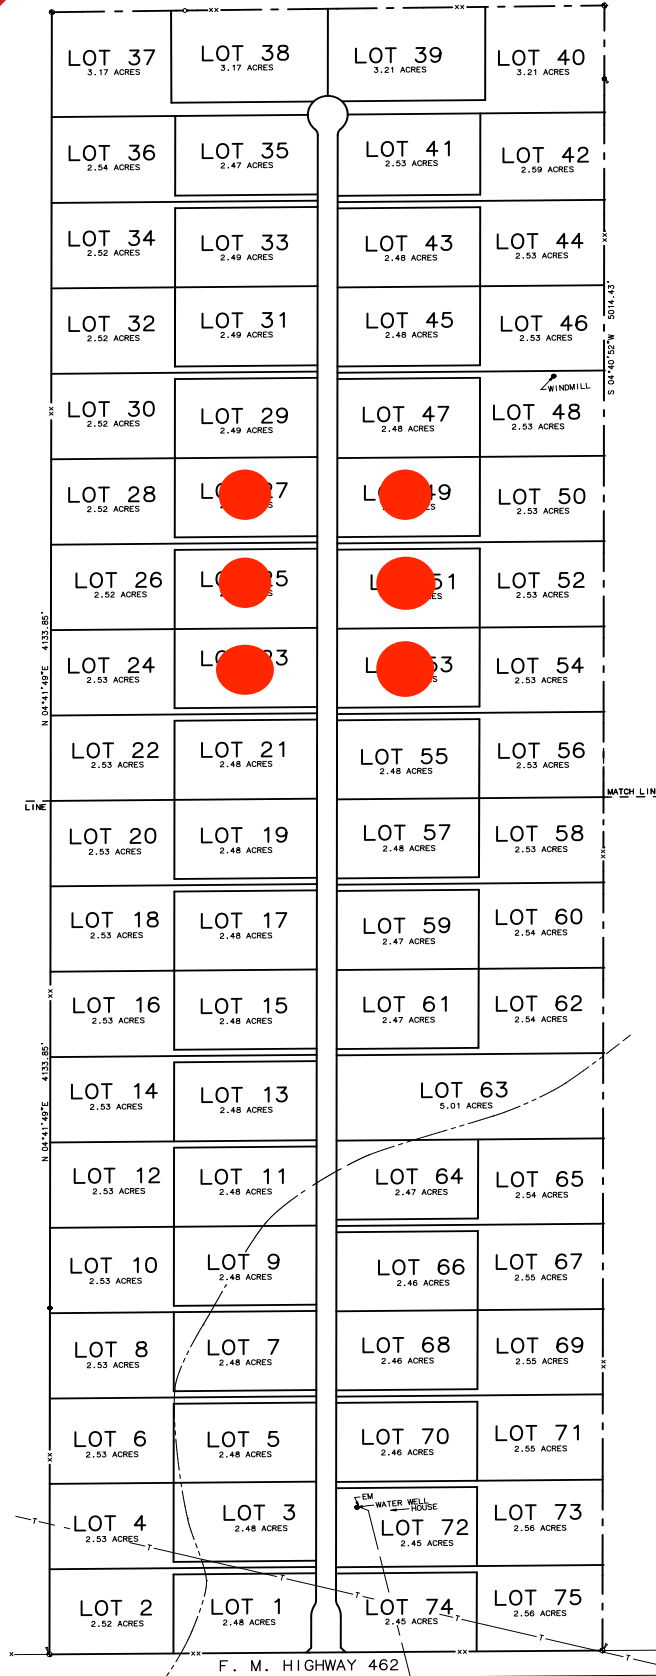 LOT 37
3.17 ACRES
LOT 38
3.17 ACRES
LOT 39
3.21 ACRES
LOT 40
3.21 ACRES
LOT 36
2.54 ACRES
LOT 35
2.47 ACRES
LOT 41
2.53 ACRES
LOT 42
2.59 ACRES
LOT 34
2.52 ACRES
LOT 33
2.49 ACRES
LOT 43
2.48 ACRES
LOT 44
2.53 ACRES
S 04°40'52"W 5014.43'
LOT 32
2.52 ACRES
LOT 31
2.49 ACRES
LOT 45
2.48 ACRES
LOT 46
2.53 ACRES
WINDMILL
LOT 30
2.52 ACRES
LOT 29
2.49 ACRES
LOT 47
2.48 ACRES
LOT 48
2.53 ACRES
LOT 28
2.52 ACRES
LOT 50
2.53 ACRES
LOT 26
2.52 ACRES
LOT 52
2.53 ACRES
N 04°41'49"E 4133.85'
LOT 24
2.53 ACRES
LOT 54
2.53 ACRES
LOT 22
2.53 ACRES
LOT 21
2.48 ACRES
LOT 55
2.48 ACRES
LOT 56
2.53 ACRES
LINE
MATCH LIN
LOT 20
2.53 ACRES
LOT 19
2.48 ACRES
LOT 57
2.48 ACRES
LOT 58
2.53 ACRES
LOT 18
2.53 ACRES
LOT 17
2.48 ACRES
LOT 59
2.47 ACRES
LOT 60
2.54 ACRES
LOT 16
2.53 ACRES
LOT 15
2.48 ACRES
LOT 61
2.47 ACRES
LOT 62
2.54 ACRES
N 04°41'49"E 4133.85'
LOT 14
2.53 ACRES
LOT 13
2.48 ACRES
LOT 63
5.01 ACRES
LOT 12
2.53 ACRES
LOT 11
2.48 ACRES
LOT 64
2.47 ACRES
LOT 65
2.54 ACRES
LOT 10
2.53 ACRES
LOT 9
2.48 ACRES
LOT 66
2.46 ACRES
LOT 67
2.55 ACRES
LOT 8
2.53 ACRES
LOT 7
2.48 ACRES
LOT 68
2.46 ACRES
LOT 69
2.55 ACRES
LOT 6
2.53 ACRES
LOT 5
2.48 ACRES
LOT 70
2.46 ACRES
LOT 71
2.55 ACRES
LOT 4
2.53 ACRES
LOT 3
2.48 ACRES
EM
WATER WELL
HOUSE
LOT 72
2.45 ACRES
LOT 73
2.56 ACRES
LOT 2
2.52 ACRES
LOT 1
2.48 ACRES
LOT 74
2.45 ACRES
LOT 75
2.56 ACRES
F. M. HIGHWAY 462